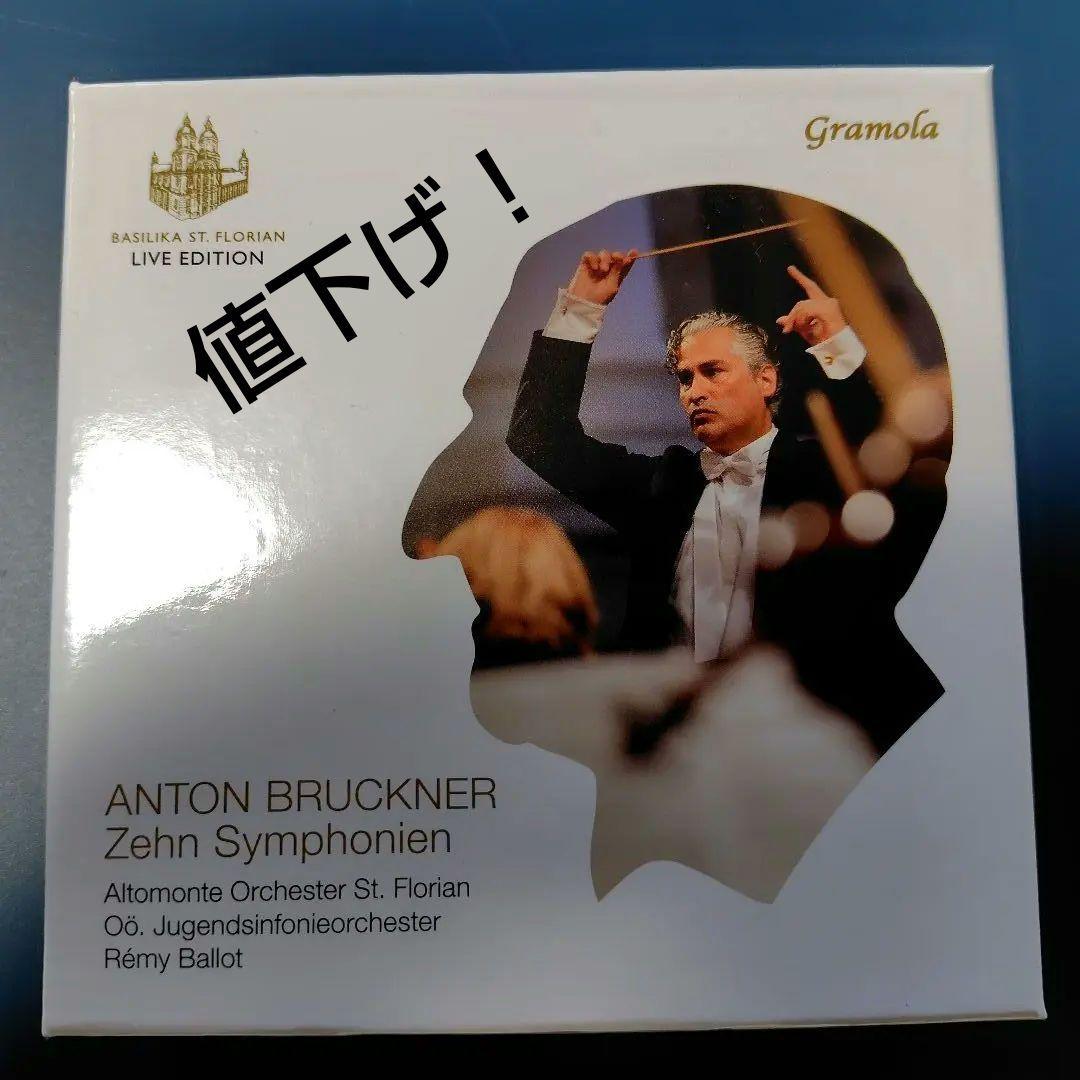 Gramola
BASILIKA ST. FLORIAN
LIVE EDITION
値下げ！
ANTON BRUCKNER
Zehn Symphonien
Altomonte Orchester St. Florian
Oö. Jugendsinfonieorchester
Rémy Ballot